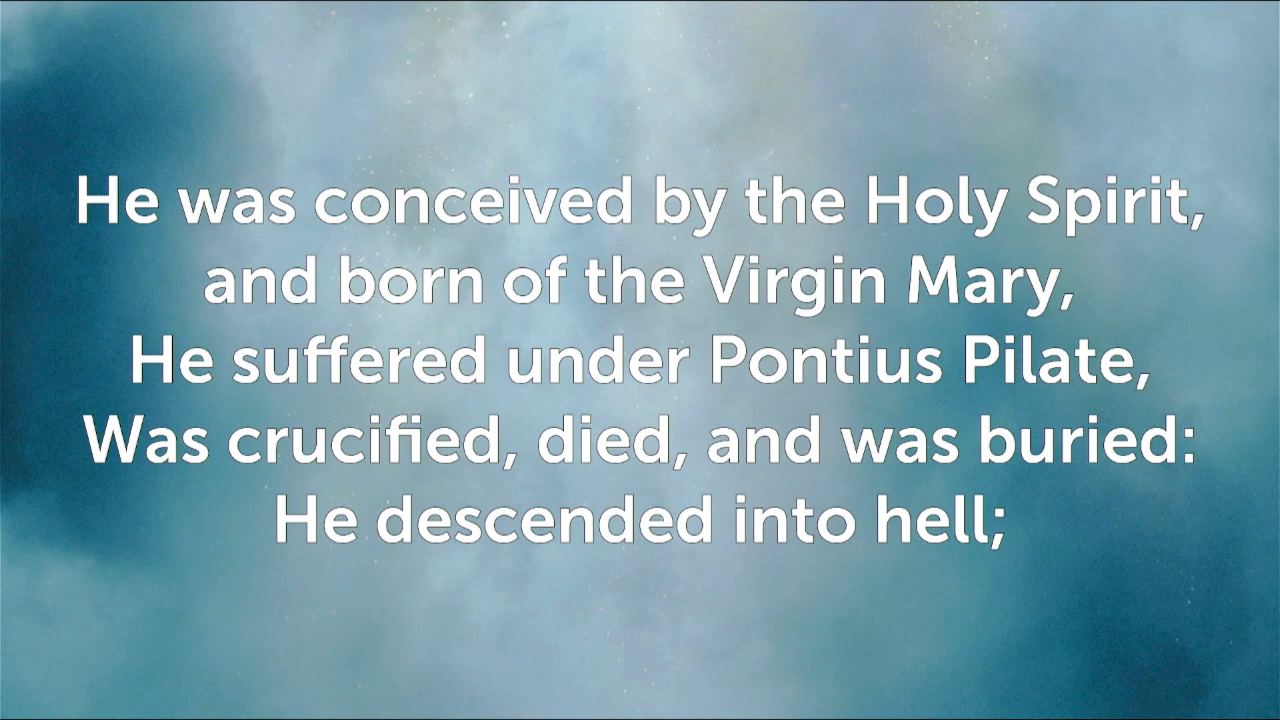 He was conceived by the Holy Spirit,
and born of the Virgin Mary,
He suffered under Pontius Pilate,
Was crucified, died, and was buried:
He descended into hell;